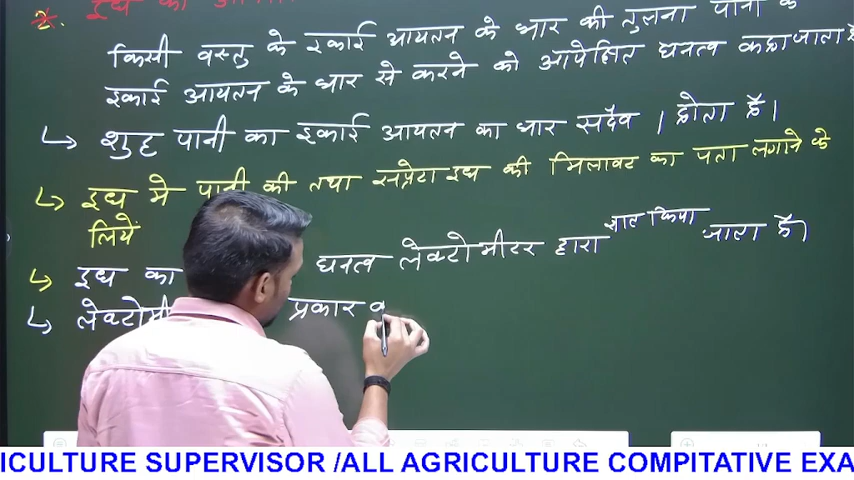 2. दूध का
किसी वस्तु के इकाई आयतन के भार की तुलना पानी के
इकाई आयतन के भार से करने को आपेक्षित घनत्व कहा जाता है
↳ शुद्ध पानी का इकाई आयतन का भार सदैव 1 होता है।
↳ दूध मे पानी की तथा सप्रेटा दूध की मिलावट का पता लगाने के
लिये
↳ दूध का घनत्व लेक्टोमीटर द्वारा ज्ञात किया जाता है।
↳ लेक्टोमी प्रकार
ICULTURE SUPERVISOR /ALL AGRICULTURE COMPITATIVE EXA